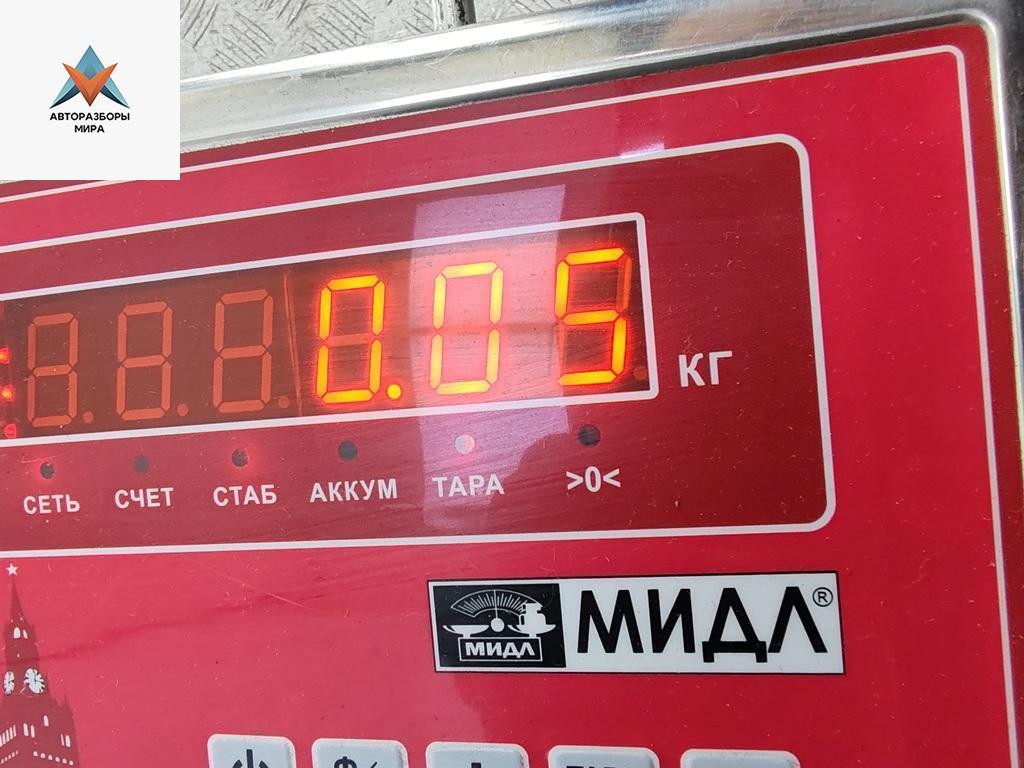 АВТОРАЗБОРЫ
МИРА
0.05
КГ
СЕТЬ СЧЕТ СТАБ АККУМ ТАРА >0<
МИДЛ
МИДЛ®